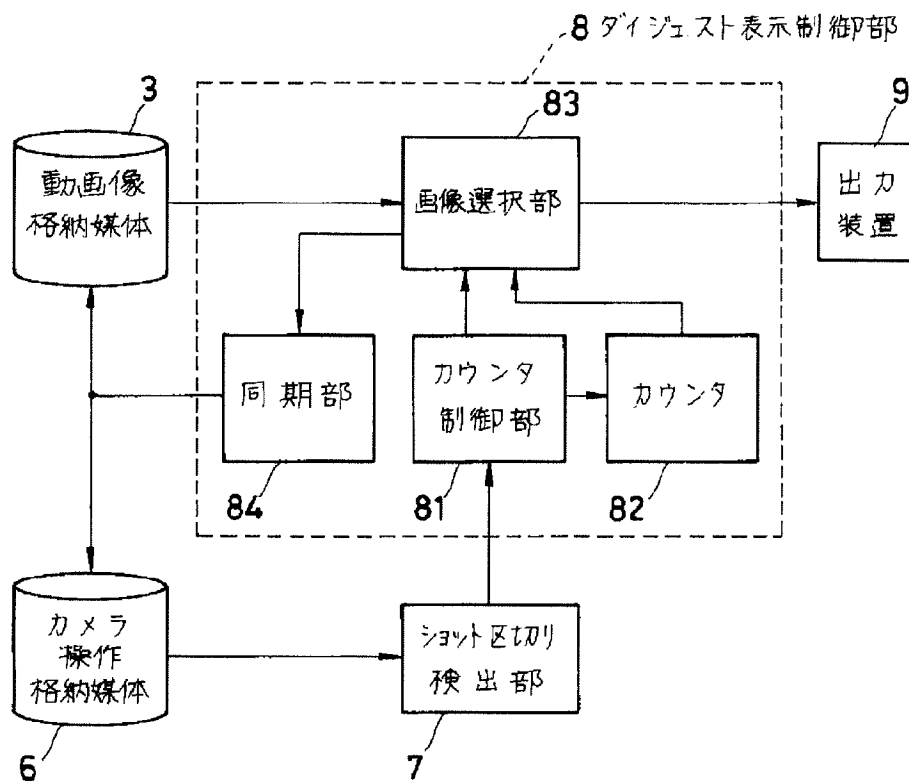 8 ダイジェスト表示制御部
3
83
9
動画像
格納媒体
画像選択部
出力
装置
同期部
カウンタ
制御部
カウンタ
84
81
82
カメラ
操作
格納媒体
ショット区切り
検出部
6
7